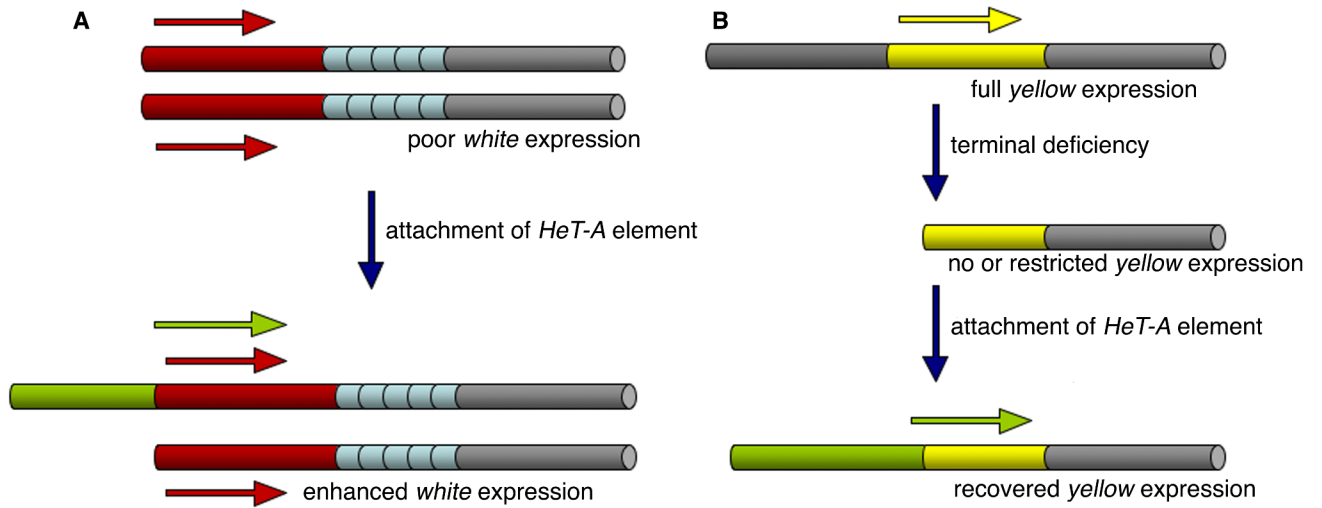 A
poor white expression
attachment of HeT-A element
enhanced white expression
B
full yellow expression
terminal deficiency
no or restricted yellow expression
attachment of HeT-A element
recovered yellow expression